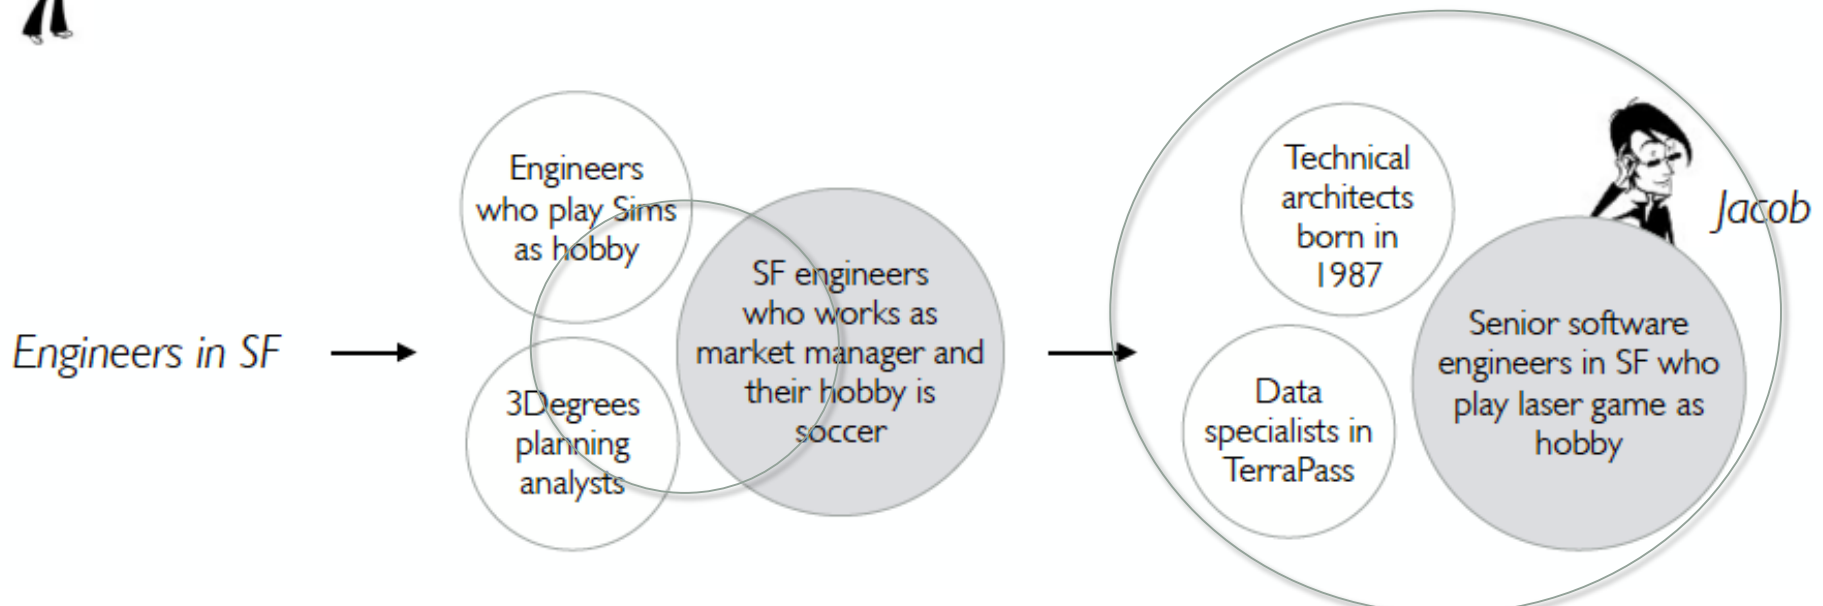 Engineers in SF
Engineers
who play Sims
as hobby
3Degrees
planning
analysts
SF engineers
who works as
market manager and
their hobby is
soccer
Technical
architects
born in
1987
Data
specialists in
TerraPass
Senior software
engineers in SF who
play laser game as
hobby
Jacob